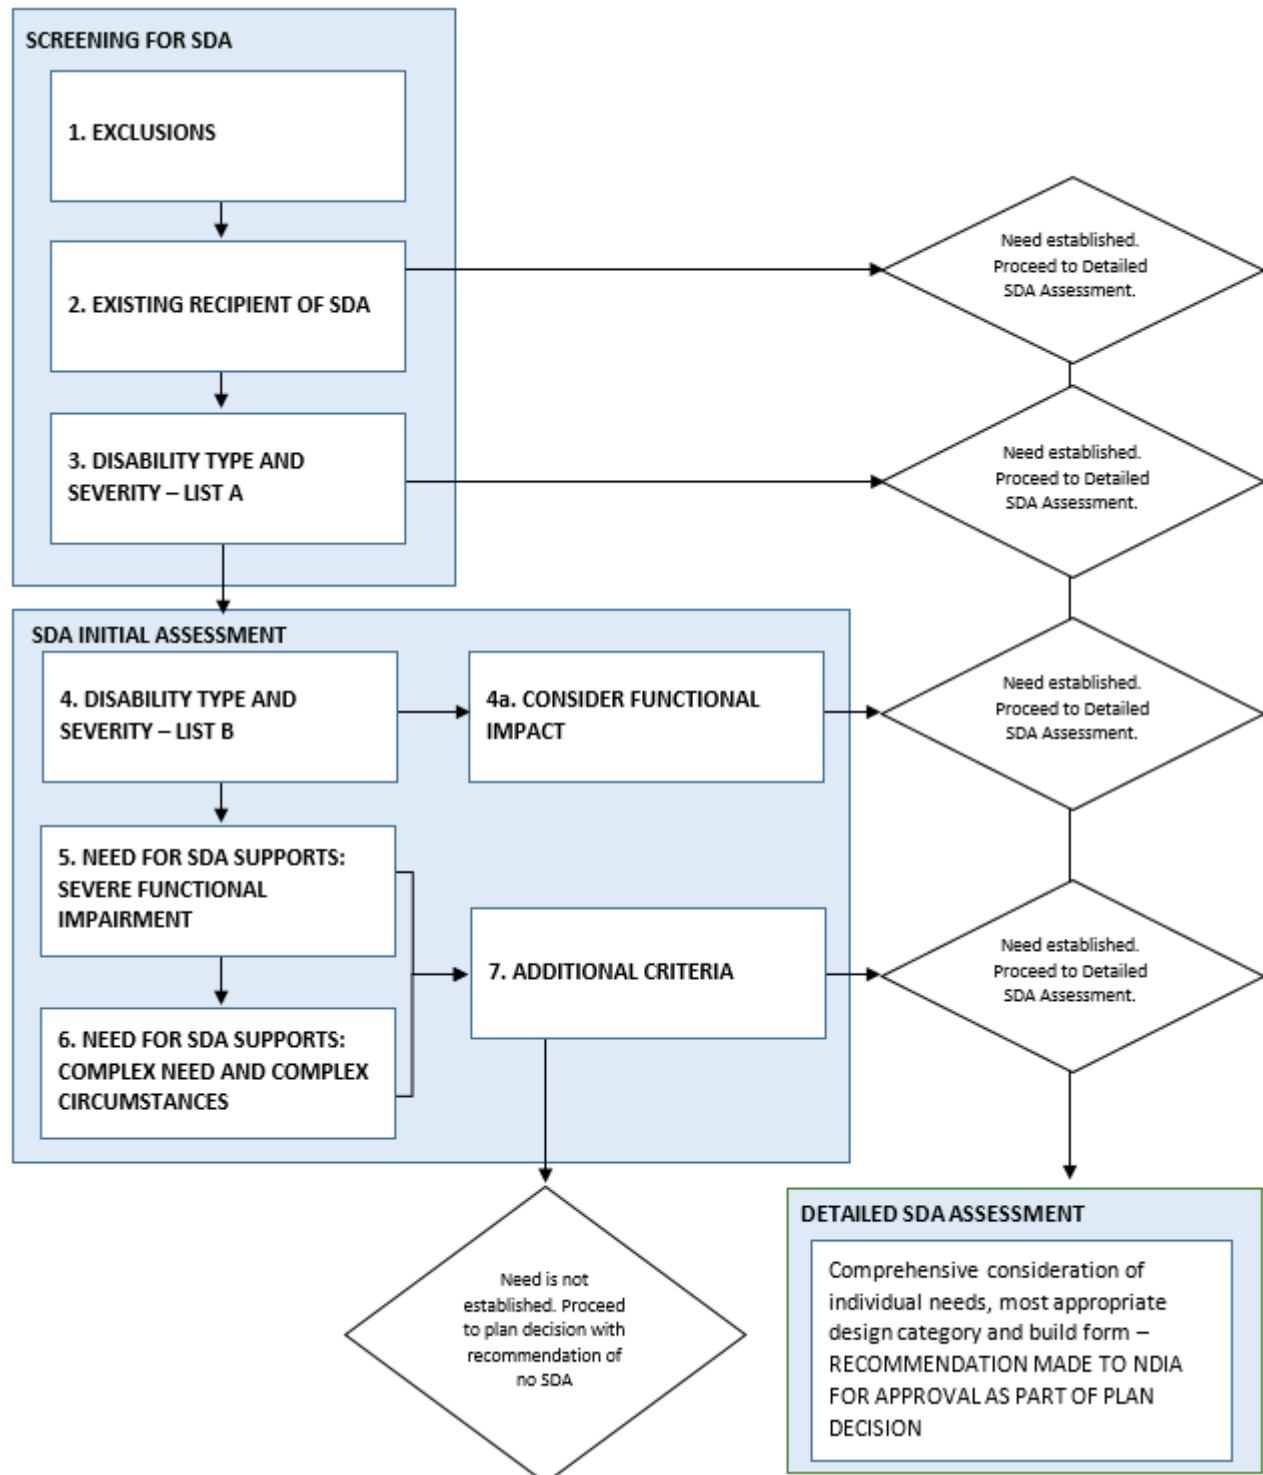 SCREENING FOR SDA
1. EXCLUSIONS
2. EXISTING RECIPIENT OF SDA
Need established.
Proceed to Detailed
SDA Assessment.
3. DISABILITY TYPE AND
SEVERITY – LIST A
Need established.
Proceed to Detailed
SDA Assessment.
SDA INITIAL ASSESSMENT
4. DISABILITY TYPE AND
SEVERITY – LIST B
4a. CONSIDER FUNCTIONAL
IMPACT
Need established.
Proceed to Detailed
SDA Assessment.
5. NEED FOR SDA SUPPORTS:
SEVERE FUNCTIONAL
IMPAIRMENT
6. NEED FOR SDA SUPPORTS:
COMPLEX NEED AND COMPLEX
CIRCUMSTANCES
7. ADDITIONAL CRITERIA
Need established.
Proceed to Detailed
SDA Assessment.
Need is not
established. Proceed
to plan decision with
recommendation of
no SDA
DETAILED SDA ASSESSMENT
Comprehensive consideration of
individual needs, most appropriate
design category and build form –
RECOMMENDATION MADE TO NDIA
FOR APPROVAL AS PART OF PLAN
DECISION